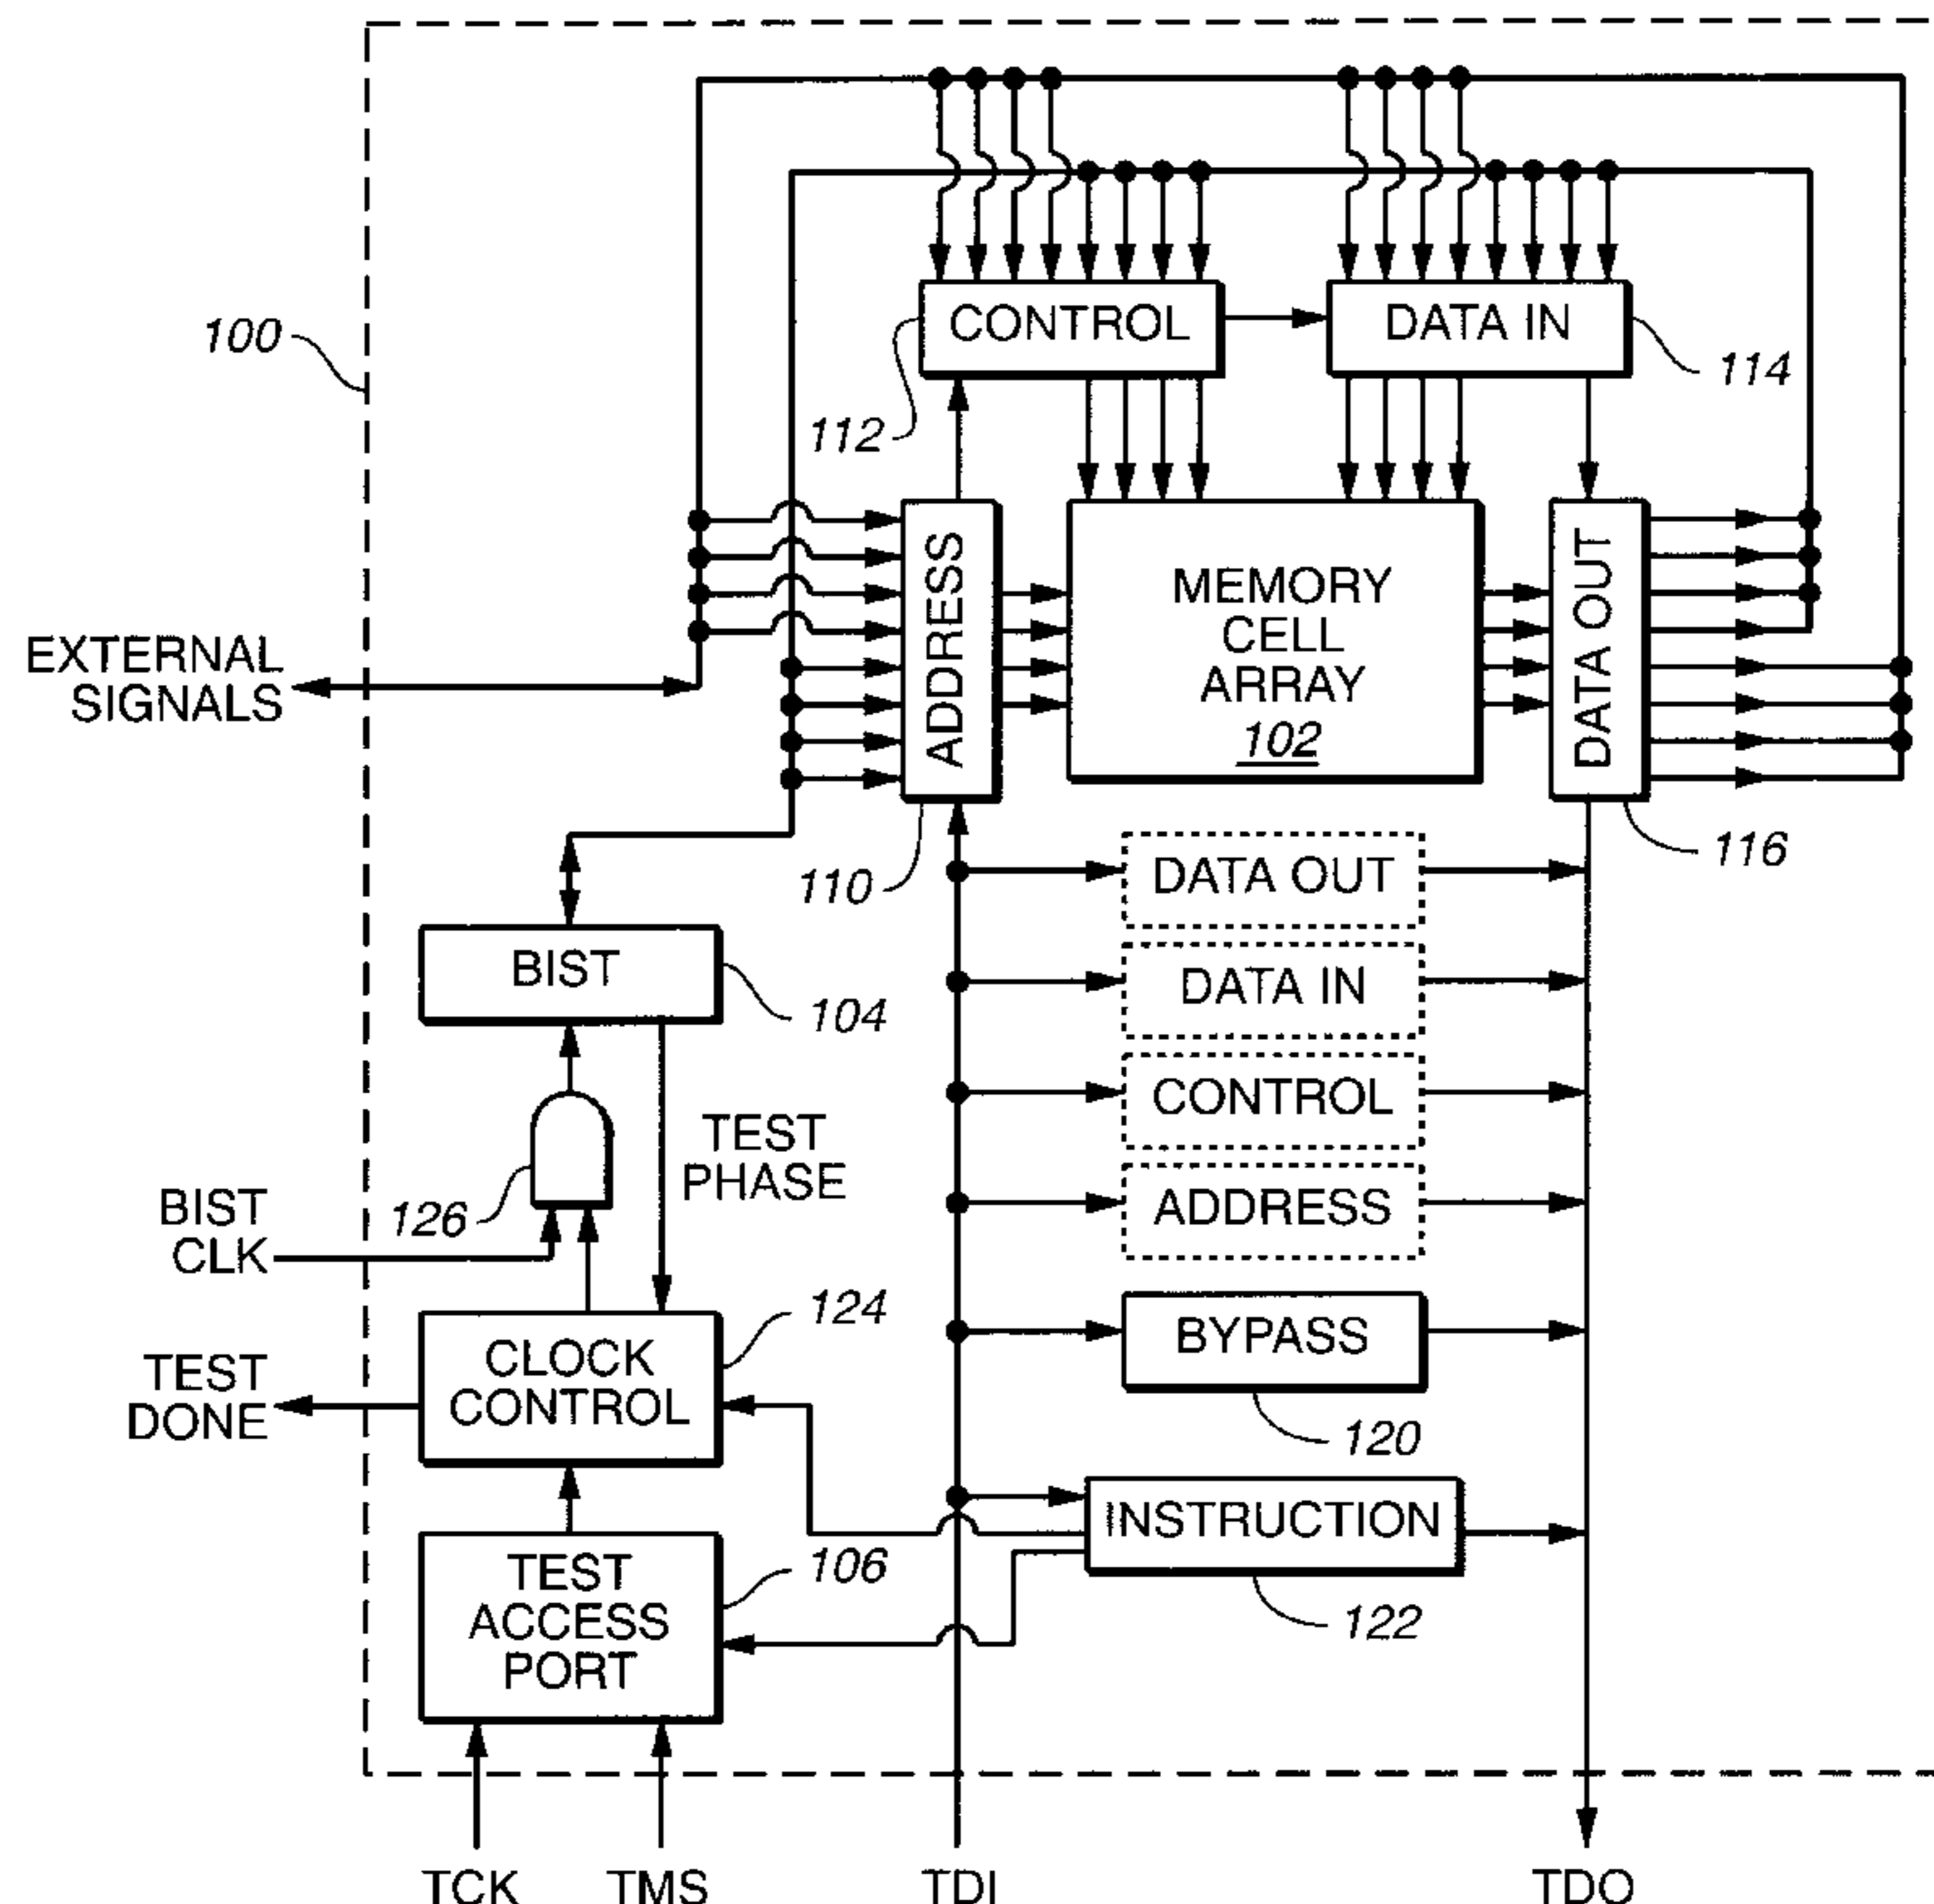 100
CONTROL
DATA IN
114
112
EXTERNAL
SIGNALS
ADDRESS
MEMORY
CELL
ARRAY
102
DATA OUT
110
116
DATA OUT
BIST
104
DATA IN
CONTROL
TEST
PHASE
126
BIST
CLK
ADDRESS
124
CLOCK
CONTROL
TEST
DONE
BYPASS
120
INSTRUCTION
122
106
TEST
ACCESS
PORT
TCK
TMS
TDI
TDO